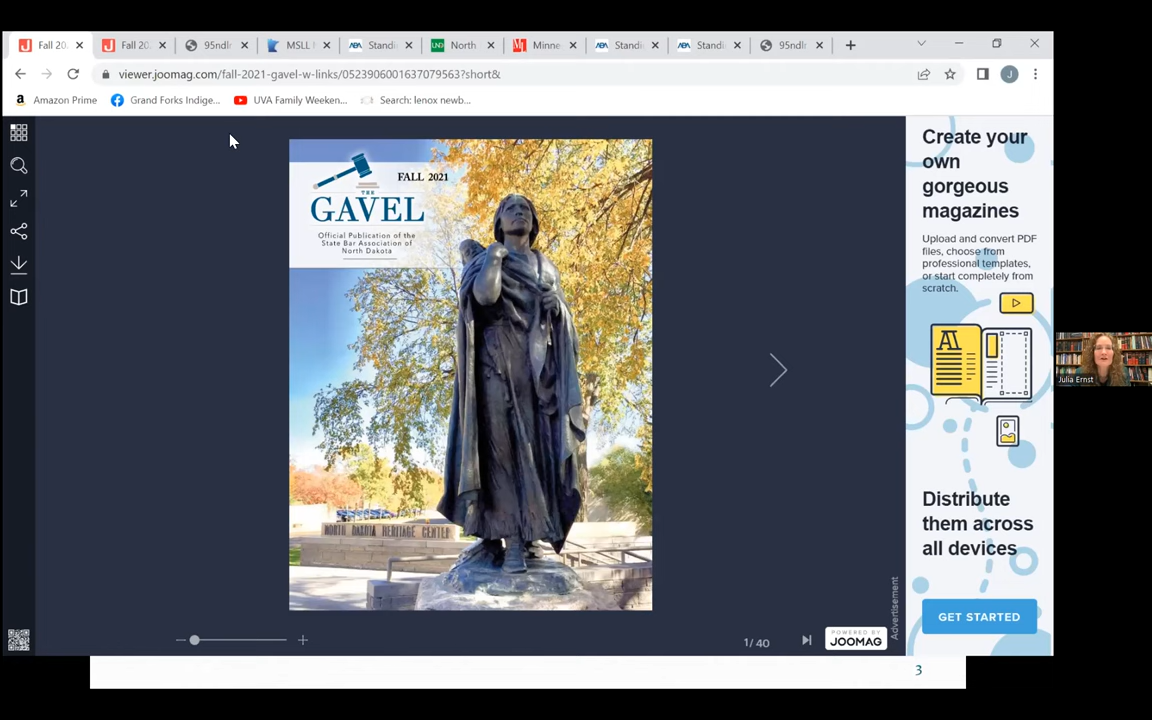 Fall 20.
Fall 20.
95ndlr
MSLL
Standi
North
Minne
Standi
Standi
95ndlr
viewer.joomag.com/fall-2021-gavel-w-links/0523906001637079563?short&
J
Amazon Prime
Grand Forks Indige...
UVA Family Weeken...
Search: lenox newb...
FALL 2021
THE
GAVEL
Official Publication of the
State Bar Association of
North Dakota
NORTH DAKOTA HERITAGE CENTER
Create your
own
gorgeous
magazines
Upload and convert PDF
files, choose from
professional templates,
or start completely from
scratch.
Distribute
them across
all devices
GET STARTED
Advertisement
1/ 40
POWERED BY
JOOMAG
Julia Ernst
3